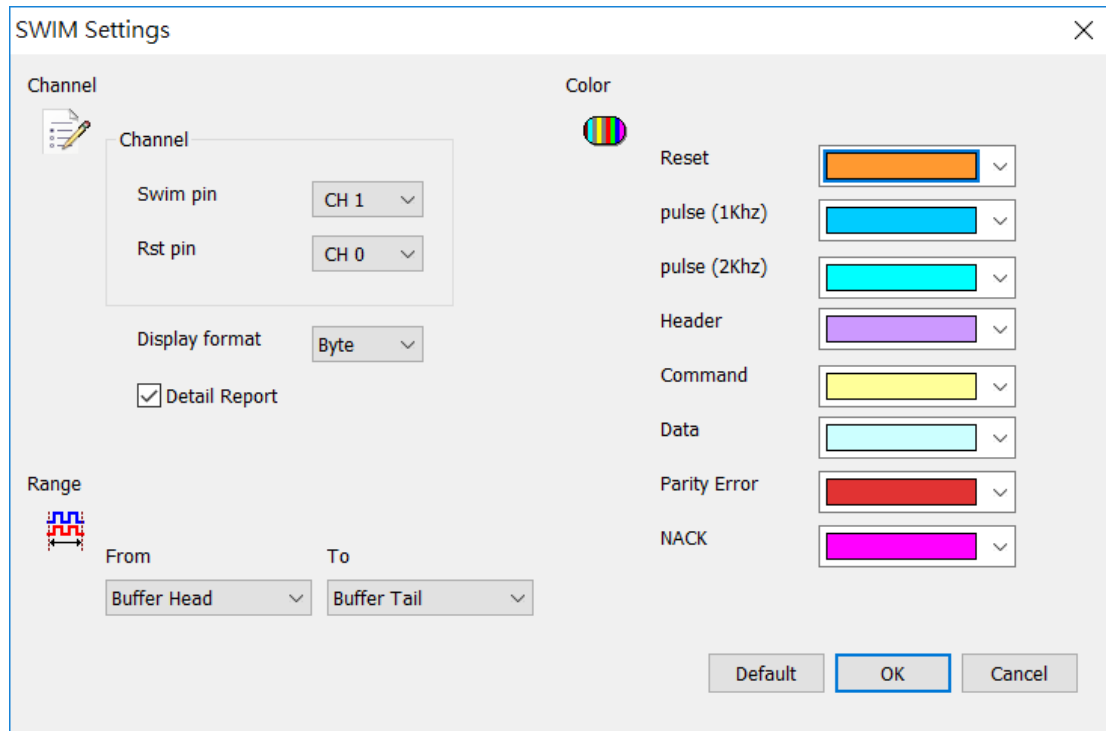 SWIM Settings
Channel
Channel
Swim pin
CH 1
Rst pin
CH 0
Display format
Byte
Detail Report
Range
From
To
Buffer Head
Buffer Tail
Color
Reset
pulse (1Khz)
pulse (2Khz)
Header
Command
Data
Parity Error
NACK
Default
OK
Cancel